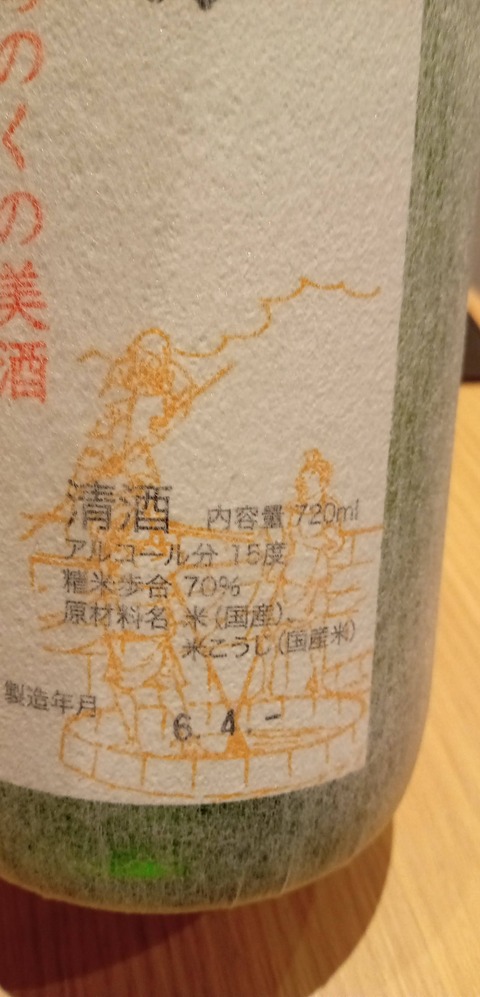 のくの美酒
清酒 内容量 720ml
アルコール分 15度
精米歩合 70%
原材料名 米(国産)、
米こうじ(国産米)
製造年月
6. 4. -